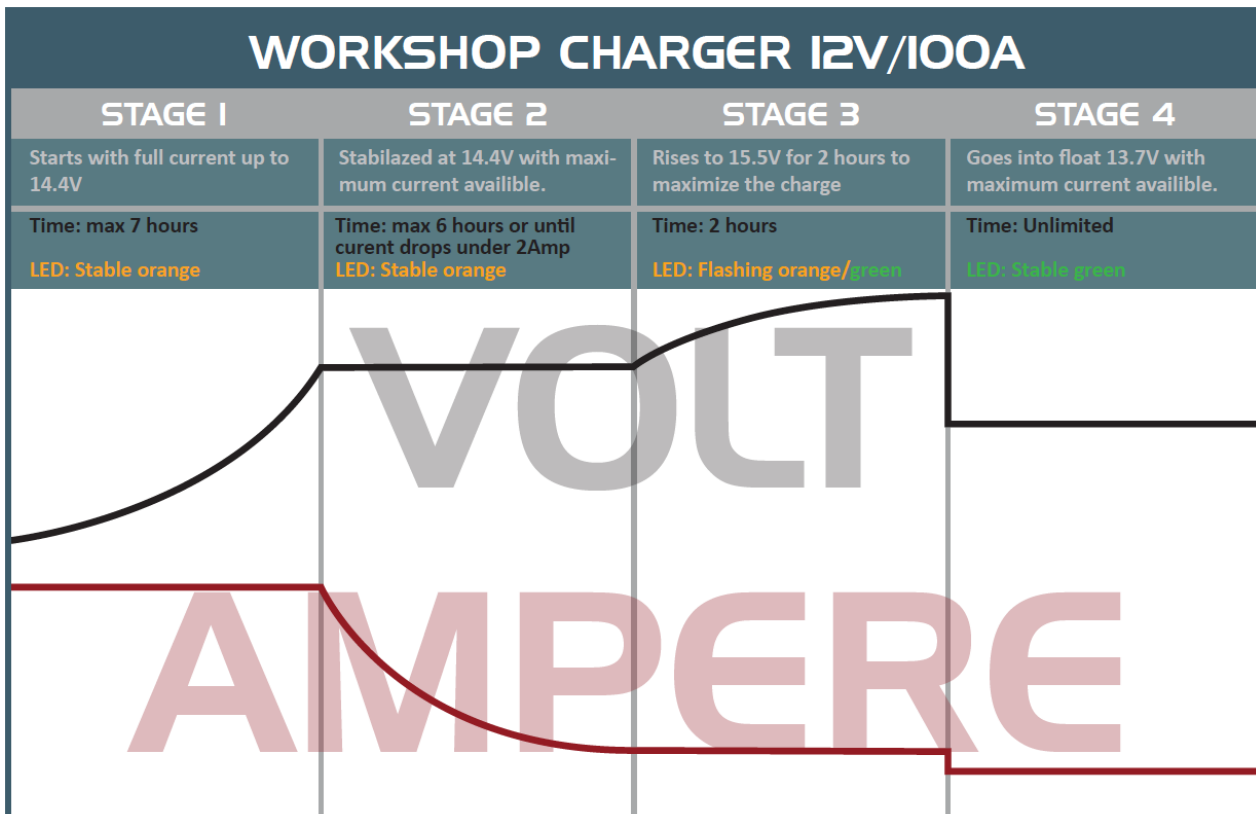 WORKSHOP CHARGER 12V/100A
STAGE 1
STAGE 2
STAGE 3
STAGE 4
Starts with full current up to
14.4V
Stabilazed at 14.4V with maxi-
mum current availible.
Rises to 15.5V for 2 hours to
maximize the charge
Goes into float 13.7V with
maximum current availible.
Time: max 7 hours
LED: Stable orange
Time: max 6 hours or until
curent drops under 2Amp
LED: Stable orange
Time: 2 hours
LED: Flashing orange/green
Time: Unlimited
LED: Stable green
VOLT
AMPERE